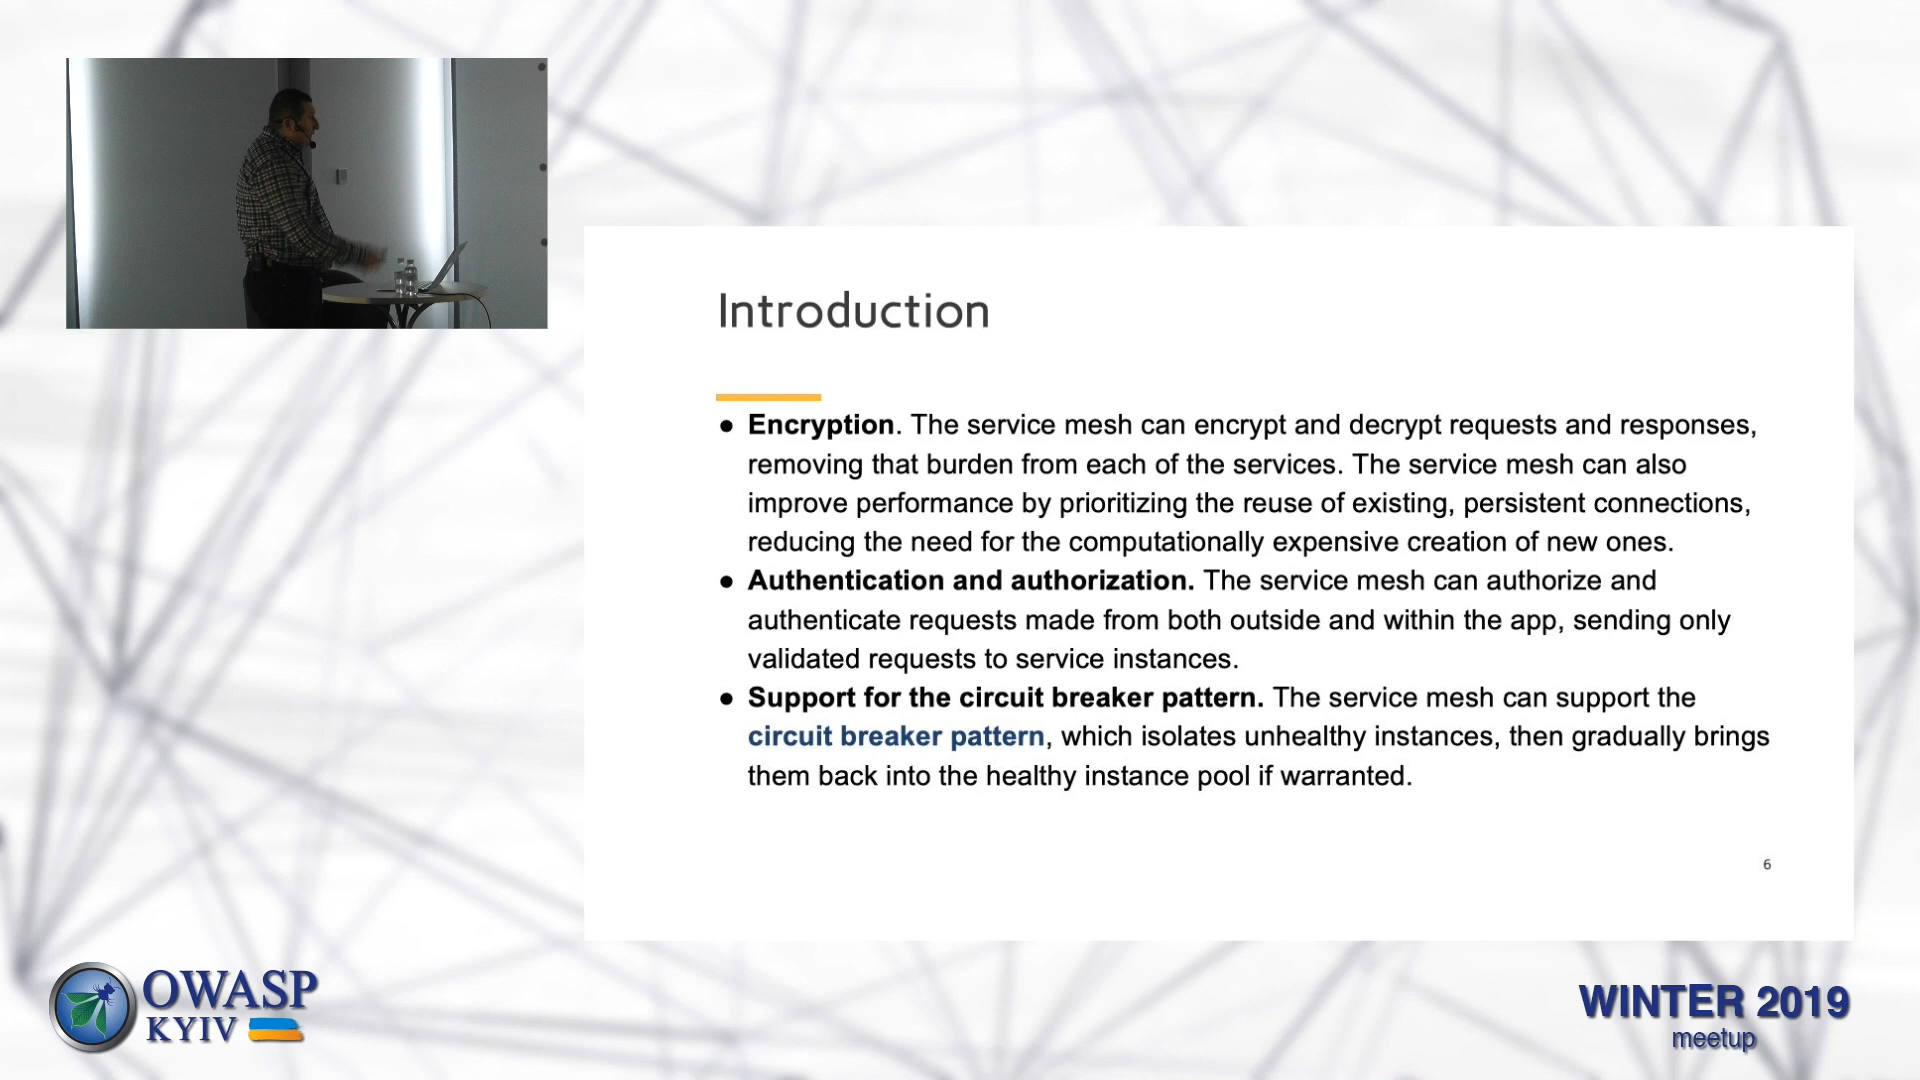 Introduction
● Encryption. The service mesh can encrypt and decrypt requests and responses,
removing that burden from each of the services. The service mesh can also
improve performance by prioritizing the reuse of existing, persistent connections,
reducing the need for the computationally expensive creation of new ones.
● Authentication and authorization. The service mesh can authorize and
authenticate requests made from both outside and within the app, sending only
validated requests to service instances.
● Support for the circuit breaker pattern. The service mesh can support the
circuit breaker pattern, which isolates unhealthy instances, then gradually brings
them back into the healthy instance pool if warranted.
6
OWASP
KYIV
WINTER 2019
meetup